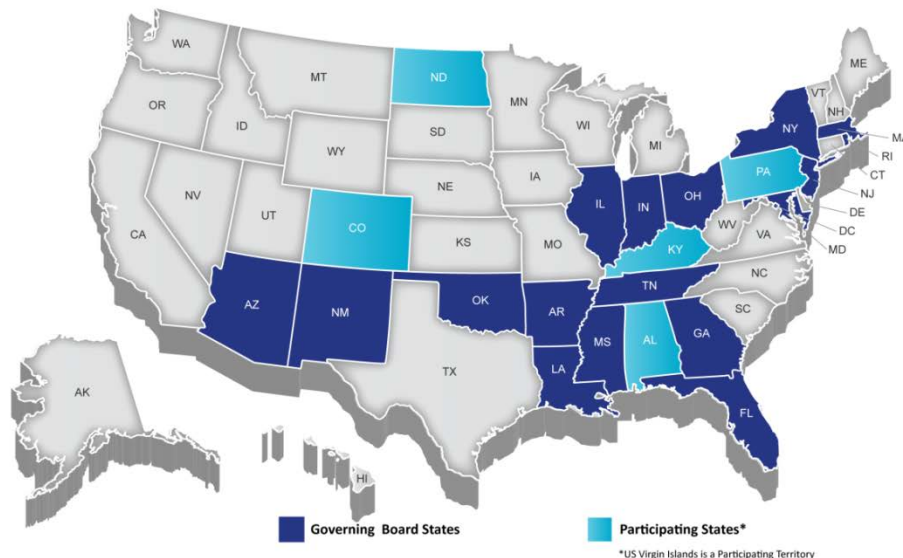 WA
MT
ND
MN
ME
VT
NH
OR
ID
SD
WI
MI
NY
MA
WY
RI
CT
IA
NE
PA
NJ
NV
UT
IL
IN
OH
DE
CO
WV
DC
CA
KS
MO
VA
MD
KY
NC
TN
OK
AZ
NM
AR
SC
MS
AL
GA
TX
LA
AK
FL
HI
Governing Board States
Participating States*
*US Virgin Islands is a Participating Territory